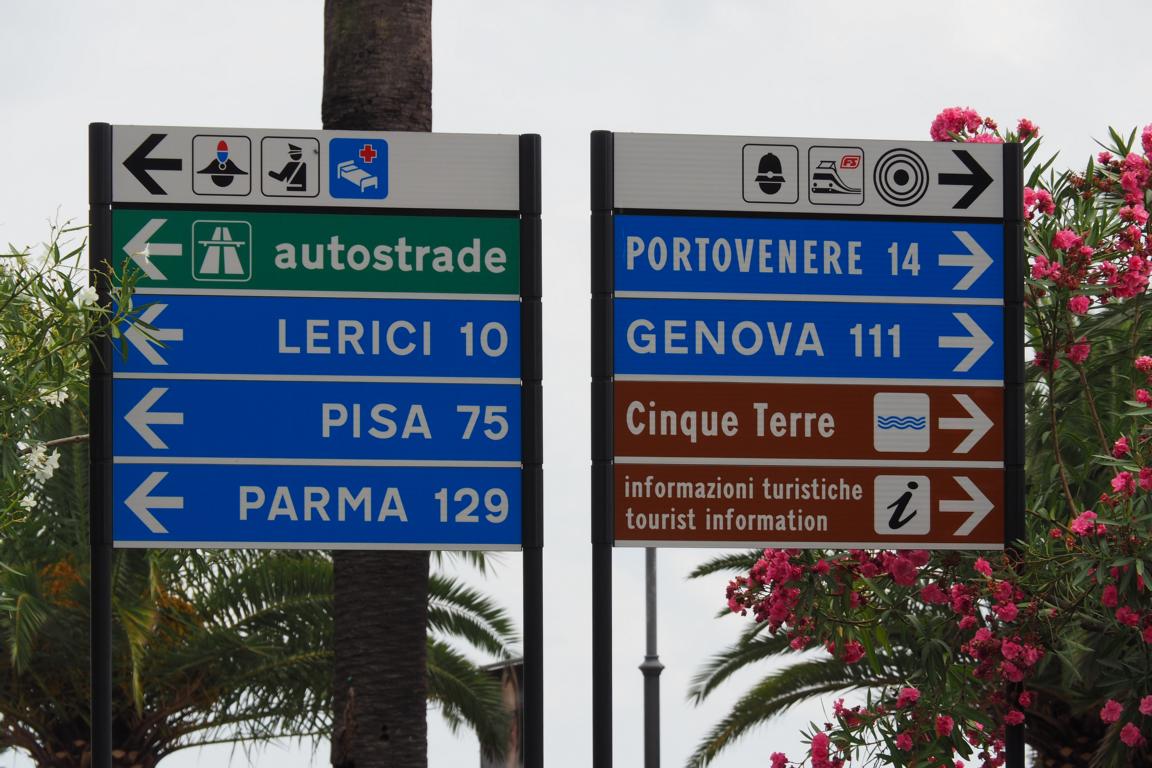 autostrade
LERICI 10
PISA 75
PARMA 129
FS
PORTOVENERE 14
GENOVA 111
Cinque Terre
informazioni turistiche
tourist information
i